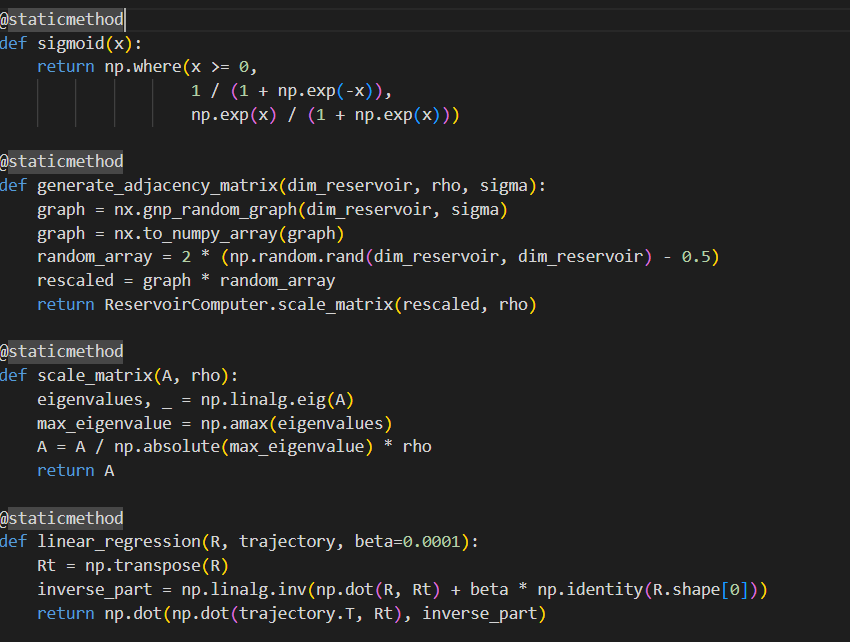 @staticmethod
def sigmoid(x):
    return np.where(x >= 0,
                    1 / (1 + np.exp(-x)),
                    np.exp(x) / (1 + np.exp(x)))
@staticmethod
def generate_adjacency_matrix(dim_reservoir, rho, sigma):
    graph = nx.gnp_random_graph(dim_reservoir, sigma)
    graph = nx.to_numpy_array(graph)
    random_array = 2 * (np.random.rand(dim_reservoir, dim_reservoir) - 0.5)
    rescaled = graph * random_array
    return ReservoirComputer.scale_matrix(rescaled, rho)
@staticmethod
def scale_matrix(A, rho):
    eigenvalues, _ = np.linalg.eig(A)
    max_eigenvalue = np.amax(eigenvalues)
    A = A / np.absolute(max_eigenvalue) * rho
    return A
@staticmethod
def linear_regression(R, trajectory, beta=0.0001):
    Rt = np.transpose(R)
    inverse_part = np.linalg.inv(np.dot(R, Rt) + beta * np.identity(R.shape[0]))
    return np.dot(np.dot(trajectory.T, Rt), inverse_part)